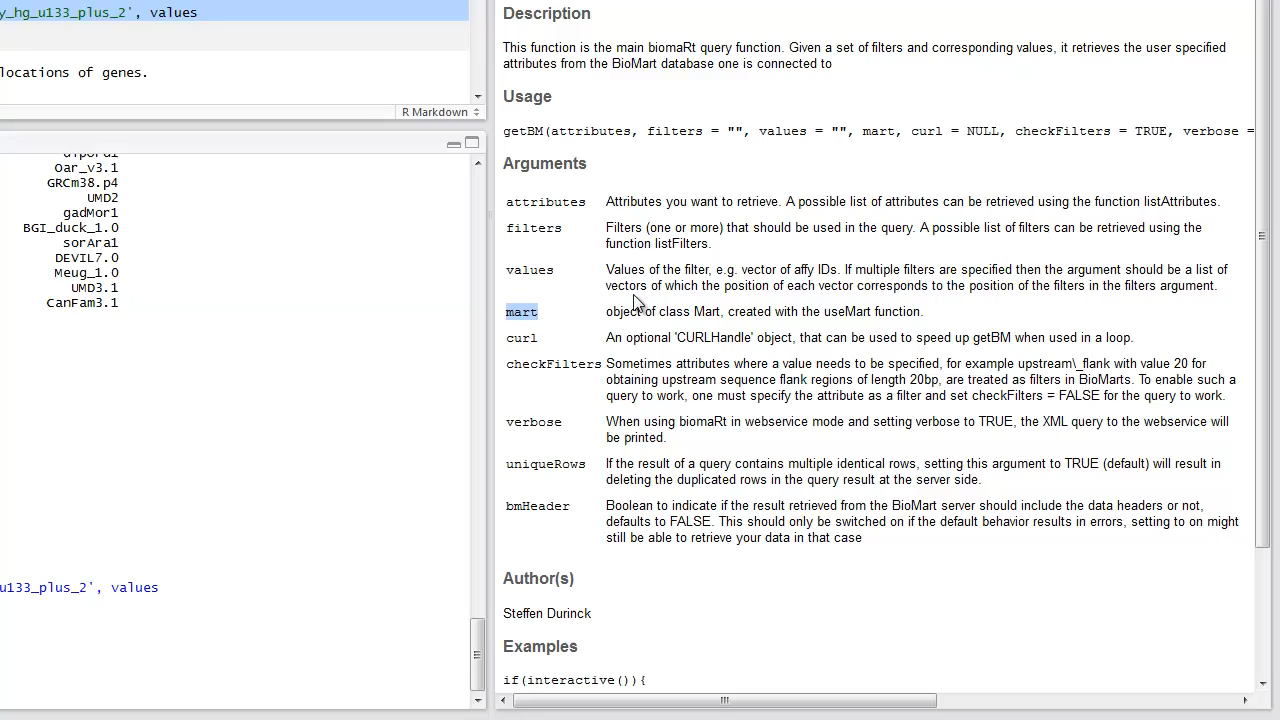 y_hg_u133_plus_2', values
locations of genes.
R Markdown
Oar_v3.1
GRCm38.p4
UMD2
gadMor1
BGI_duck_1.0
sorAra1
DEVIL7.0
Meug_1.0
UMD3.1
CanFam3.1
u133_plus_2', values
Description
This function is the main biomaRt query function. Given a set of filters and corresponding values, it retrieves the user specified
attributes from the BioMart database one is connected to
Usage
getBM(attributes, filters = "", values = "", mart, curl = NULL, checkFilters = TRUE, verbose =
Arguments
attributes Attributes you want to retrieve. A possible list of attributes can be retrieved using the function listAttributes.
filters Filters (one or more) that should be used in the query. A possible list of filters can be retrieved using the
function listFilters.
values Values of the filter, e.g. vector of affy IDs. If multiple filters are specified then the argument should be a list of
vectors of which the position of each vector corresponds to the position of the filters in the filters argument.
mart object of class Mart, created with the useMart function.
curl An optional 'CURLHandle' object, that can be used to speed up getBM when used in a loop.
checkFilters Sometimes attributes where a value needs to be specified, for example upstream\_flank with value 20 for
obtaining upstream sequence flank regions of length 20bp, are treated as filters in BioMarts. To enable such a
query to work, one must specify the attribute as a filter and set checkFilters = FALSE for the query to work.
verbose When using biomaRt in webservice mode and setting verbose to TRUE, the XML query to the webservice will
be printed.
uniqueRows If the result of a query contains multiple identical rows, setting this argument to TRUE (default) will result in
deleting the duplicated rows in the query result at the server side.
bmHeader Boolean to indicate if the result retrieved from the BioMart server should include the data headers or not,
defaults to FALSE. This should only be switched on if the default behavior results in errors, setting to on might
still be able to retrieve your data in that case
Author(s)
Steffen Durinck
Examples
if(interactive()){